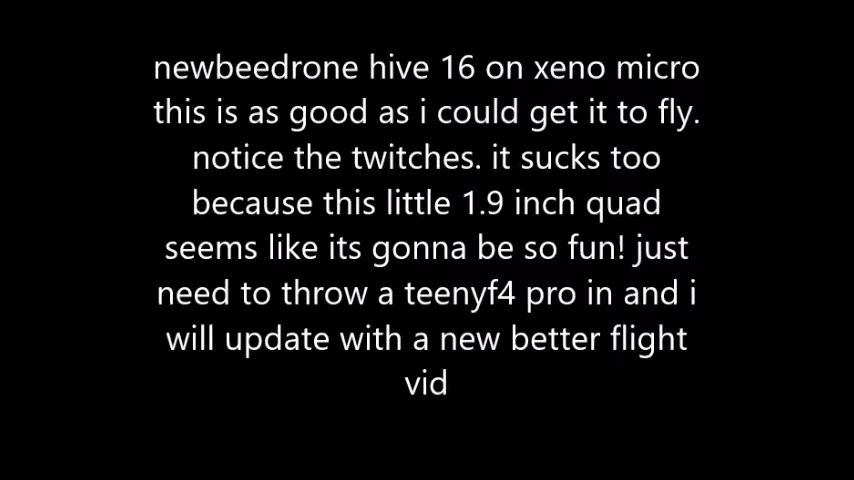 newbeedrone hive 16 on xeno micro
this is as good as i could get it to fly.
notice the twitches. it sucks too
because this little 1.9 inch quad
seems like its gonna be so fun! just
need to throw a teenyf4 pro in and i
will update with a new better flight
vid